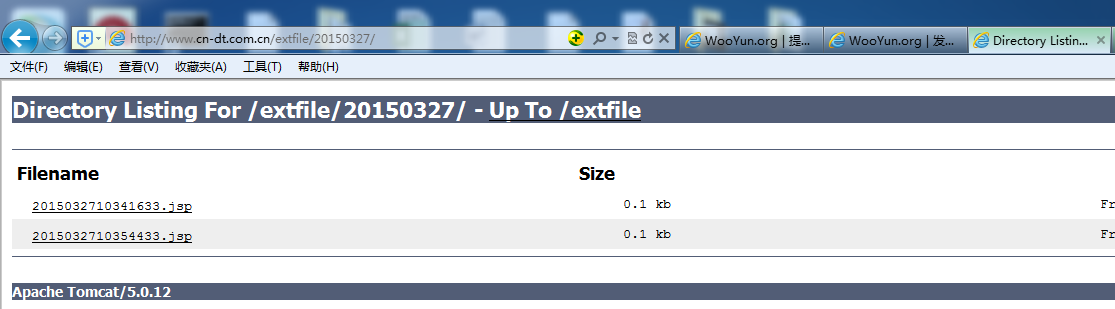 http://www.cn-dt.com.cn/extfile/20150327/
WooYun.org | 提...
WooYun.org | 发...
Directory Listin...
文件(F) 编辑(E) 查看(V) 收藏夹(A) 工具(T) 帮助(H)
Directory Listing For /extfile/20150327/ - Up To /extfile
Filename Size
2015032710341633.jsp 0.1 kb Fr
2015032710354433.jsp 0.1 kb Fr
Apache Tomcat/5.0.12